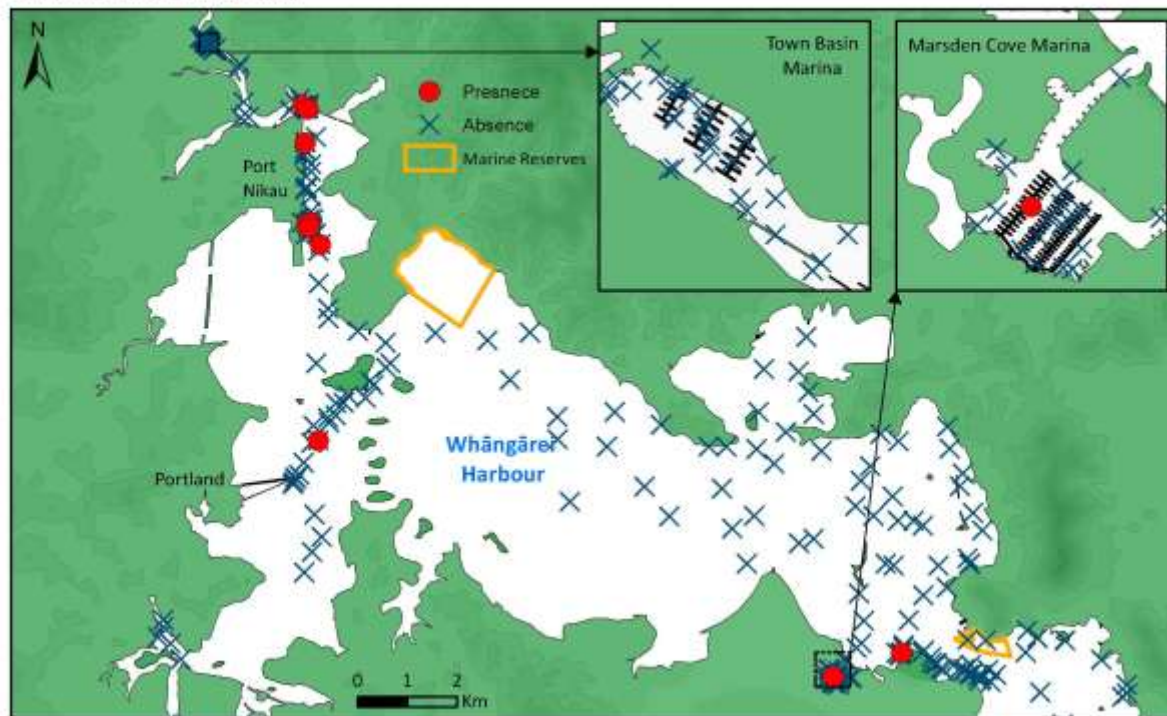 N
Presnece
Absence
Marine Reserves
Town Basin
Marina
Marsden Cove Marina
Port
Nikau
Whāngārei
Harbour
Portland
0 1 2
Km